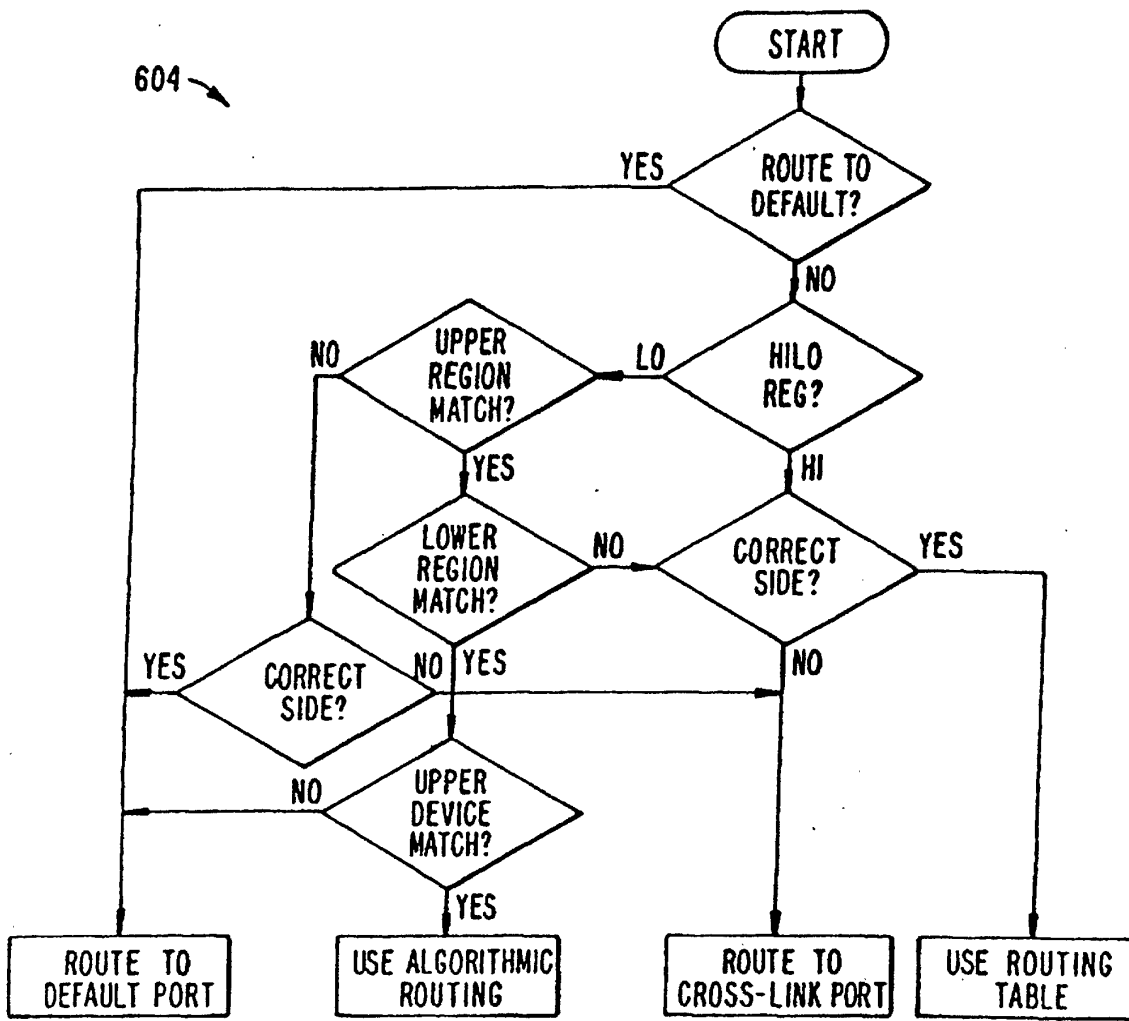 START
604
YES
ROUTE TO
DEFAULT?
NO
NO
UPPER
REGION
MATCH?
LO
HILO
REG?
YES
HI
LOWER
REGION
MATCH?
NO
CORRECT
SIDE?
YES
YES
CORRECT
SIDE?
NO
YES
NO
NO
UPPER
DEVICE
MATCH?
YES
ROUTE TO
DEFAULT PORT
USE ALGORITHMIC
ROUTING
ROUTE TO
CROSS-LINK PORT
USE ROUTING
TABLE